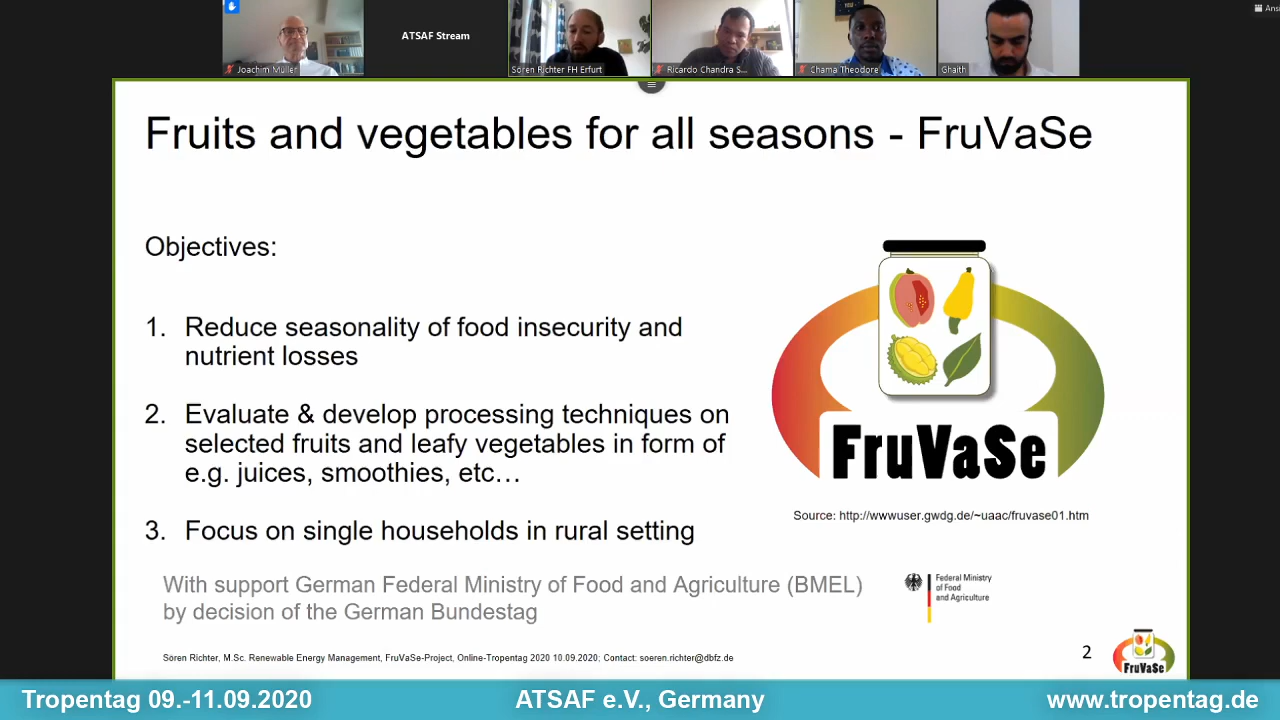 Ans
Joachim Müller
ATSAF Stream
Sören Richter FH Erfurt
Ricardo Chandra S...
Chama Theodore
Ghaith
Fruits and vegetables for all seasons - FruVaSe
Objectives:
1. Reduce seasonality of food insecurity and
nutrient losses
2. Evaluate & develop processing techniques on
selected fruits and leafy vegetables in form of
e.g. juices, smoothies, etc…
3. Focus on single households in rural setting
FruVaSe
Source: http://wwwuser.gwdg.de/~uaac/fruvase01.htm
With support German Federal Ministry of Food and Agriculture (BMEL)
by decision of the German Bundestag
Federal Ministry
of Food
and Agriculture
Sören Richter, M.Sc. Renewable Energy Management, FruVaSe-Project, Online-Tropentag 2020 10.09.2020; Contact: soeren.richter@dbfz.de
2
FruVaSe
Tropentag 09.-11.09.2020
ATSAF e.V., Germany
www.tropentag.de